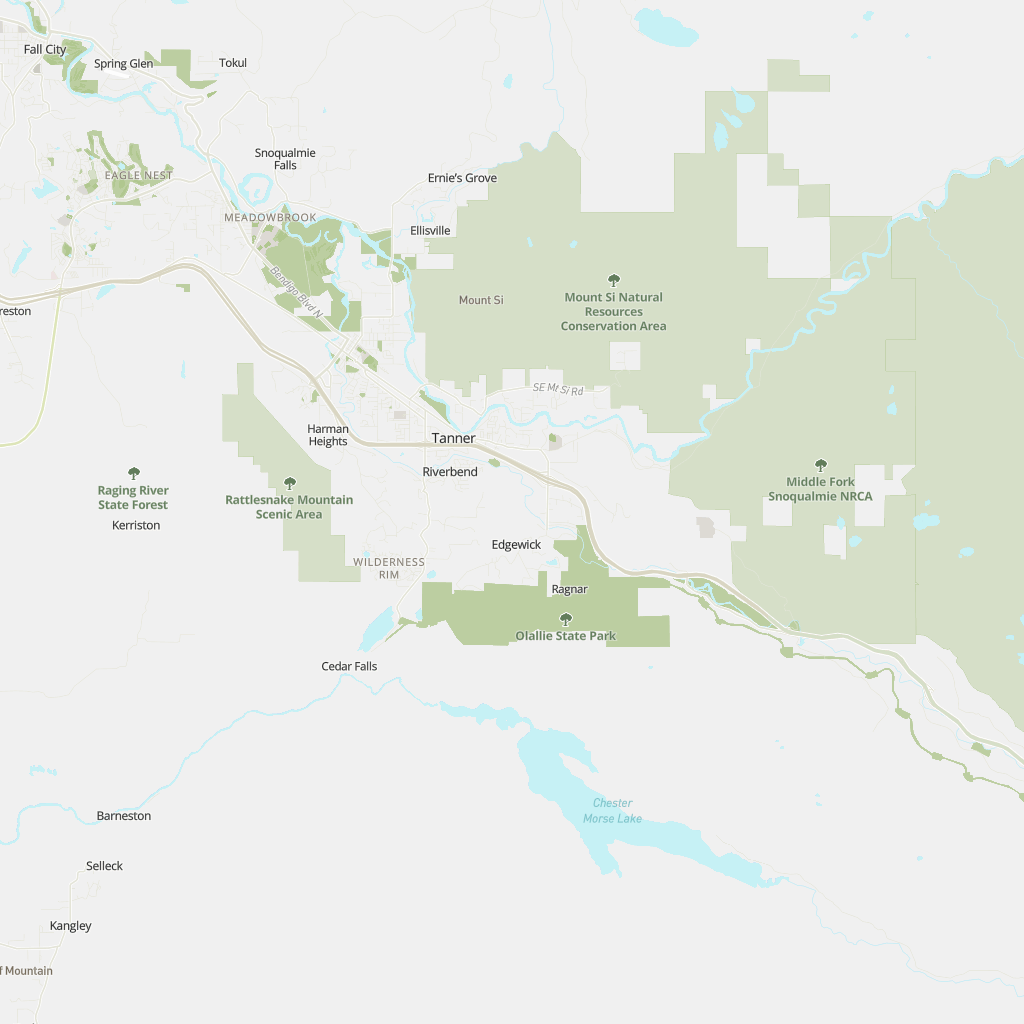 Fall City
Spring Glen
Tokul
Snoqualmie
Falls
EAGLE NEST
Ernie's Grove
MEADOWBROOK
Ellisville
Bendigo Blvd N
Mount Si
Mount Si Natural
Resources
Conservation Area
reston
SE Mt Si Rd
Harman
Heights
Tanner
Riverbend
Raging River
State Forest
Kerriston
Rattlesnake Mountain
Scenic Area
Middle Fork
Snoqualmie NRCA
Edgewick
WILDERNESS
RIM
Ragnar
Olallie State Park
Cedar Falls
Chester
Morse Lake
Barneston
Selleck
Kangley
f Mountain